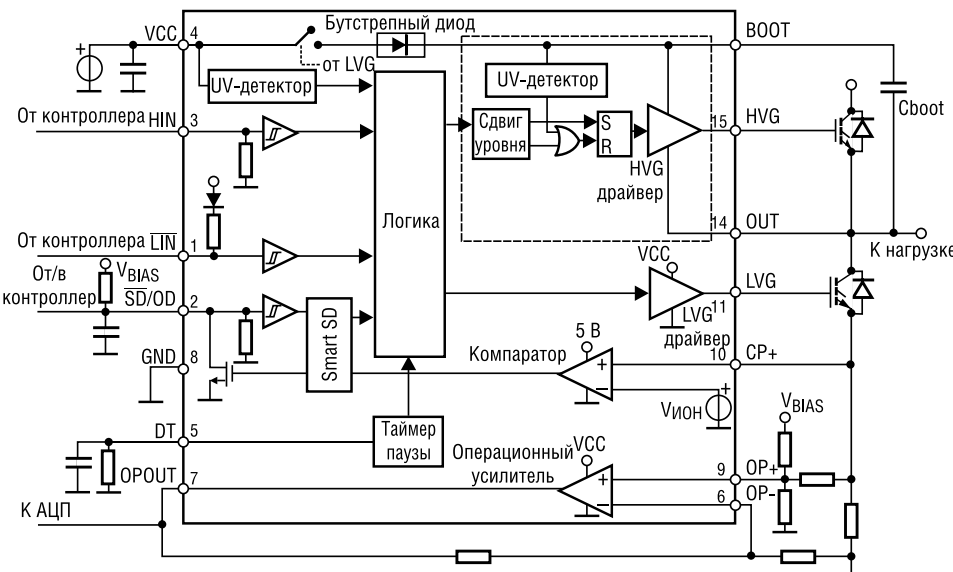 Бутстрепный диод
VCC
4
BOOT
+
от LVG
UV-детектор
UV-детектор
Cboot
От контроллера HIN
3
Сдвиг
уровня
S
R
15
HVG
HVG
драйвер
Логика
14
OUT
К нагрузке
От контроллера LIN
1
VCC
От/в
контроллер
VBIAS
SD/OD
2
LVG
11
LVG
драйвер
Smart SD
5 В
Компаратор
10
CP+
+
−
GND
8
VИОН
+
VBIAS
DT
5
Таймер
паузы
Операционный
усилитель
VCC
OPOUT
7
9
OP+
+
−
6
OP-
К АЦП